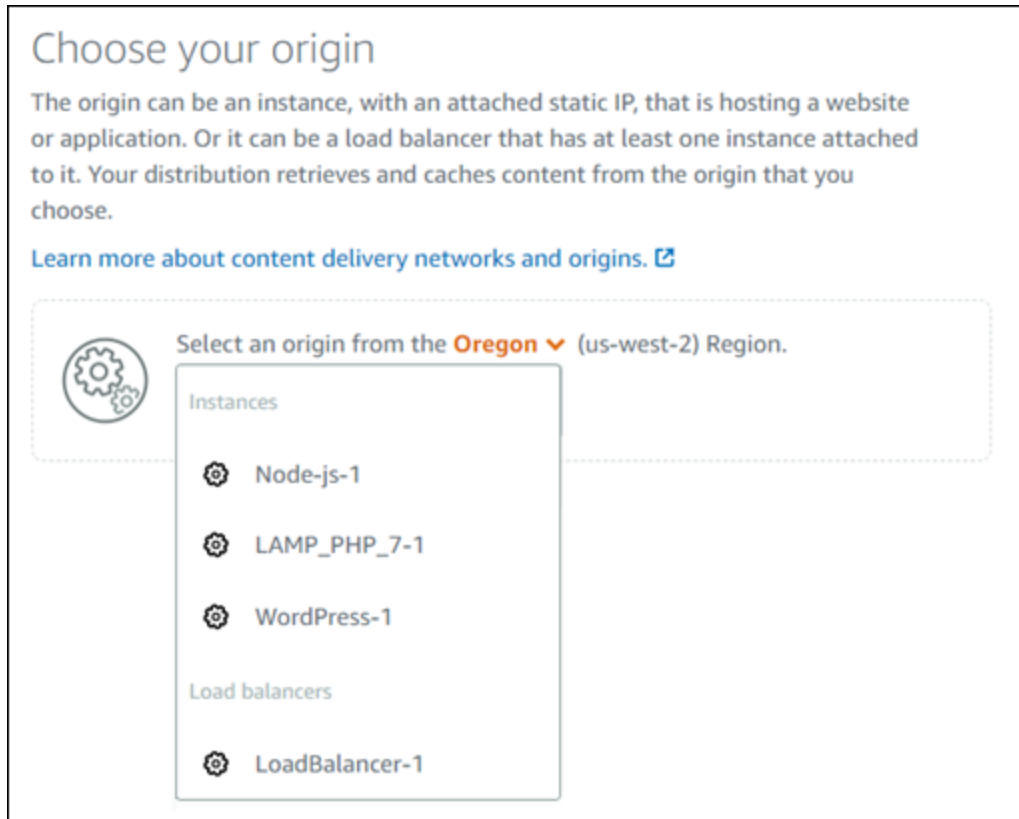 Choose your origin
The origin can be an instance, with an attached static IP, that is hosting a website
or application. Or it can be a load balancer that has at least one instance attached
to it. Your distribution retrieves and caches content from the origin that you
choose.
Learn more about content delivery networks and origins.
Select an origin from the Oregon (us-west-2) Region.
Instances
Node-js-1
LAMP_PHP_7-1
WordPress-1
Load balancers
LoadBalancer-1